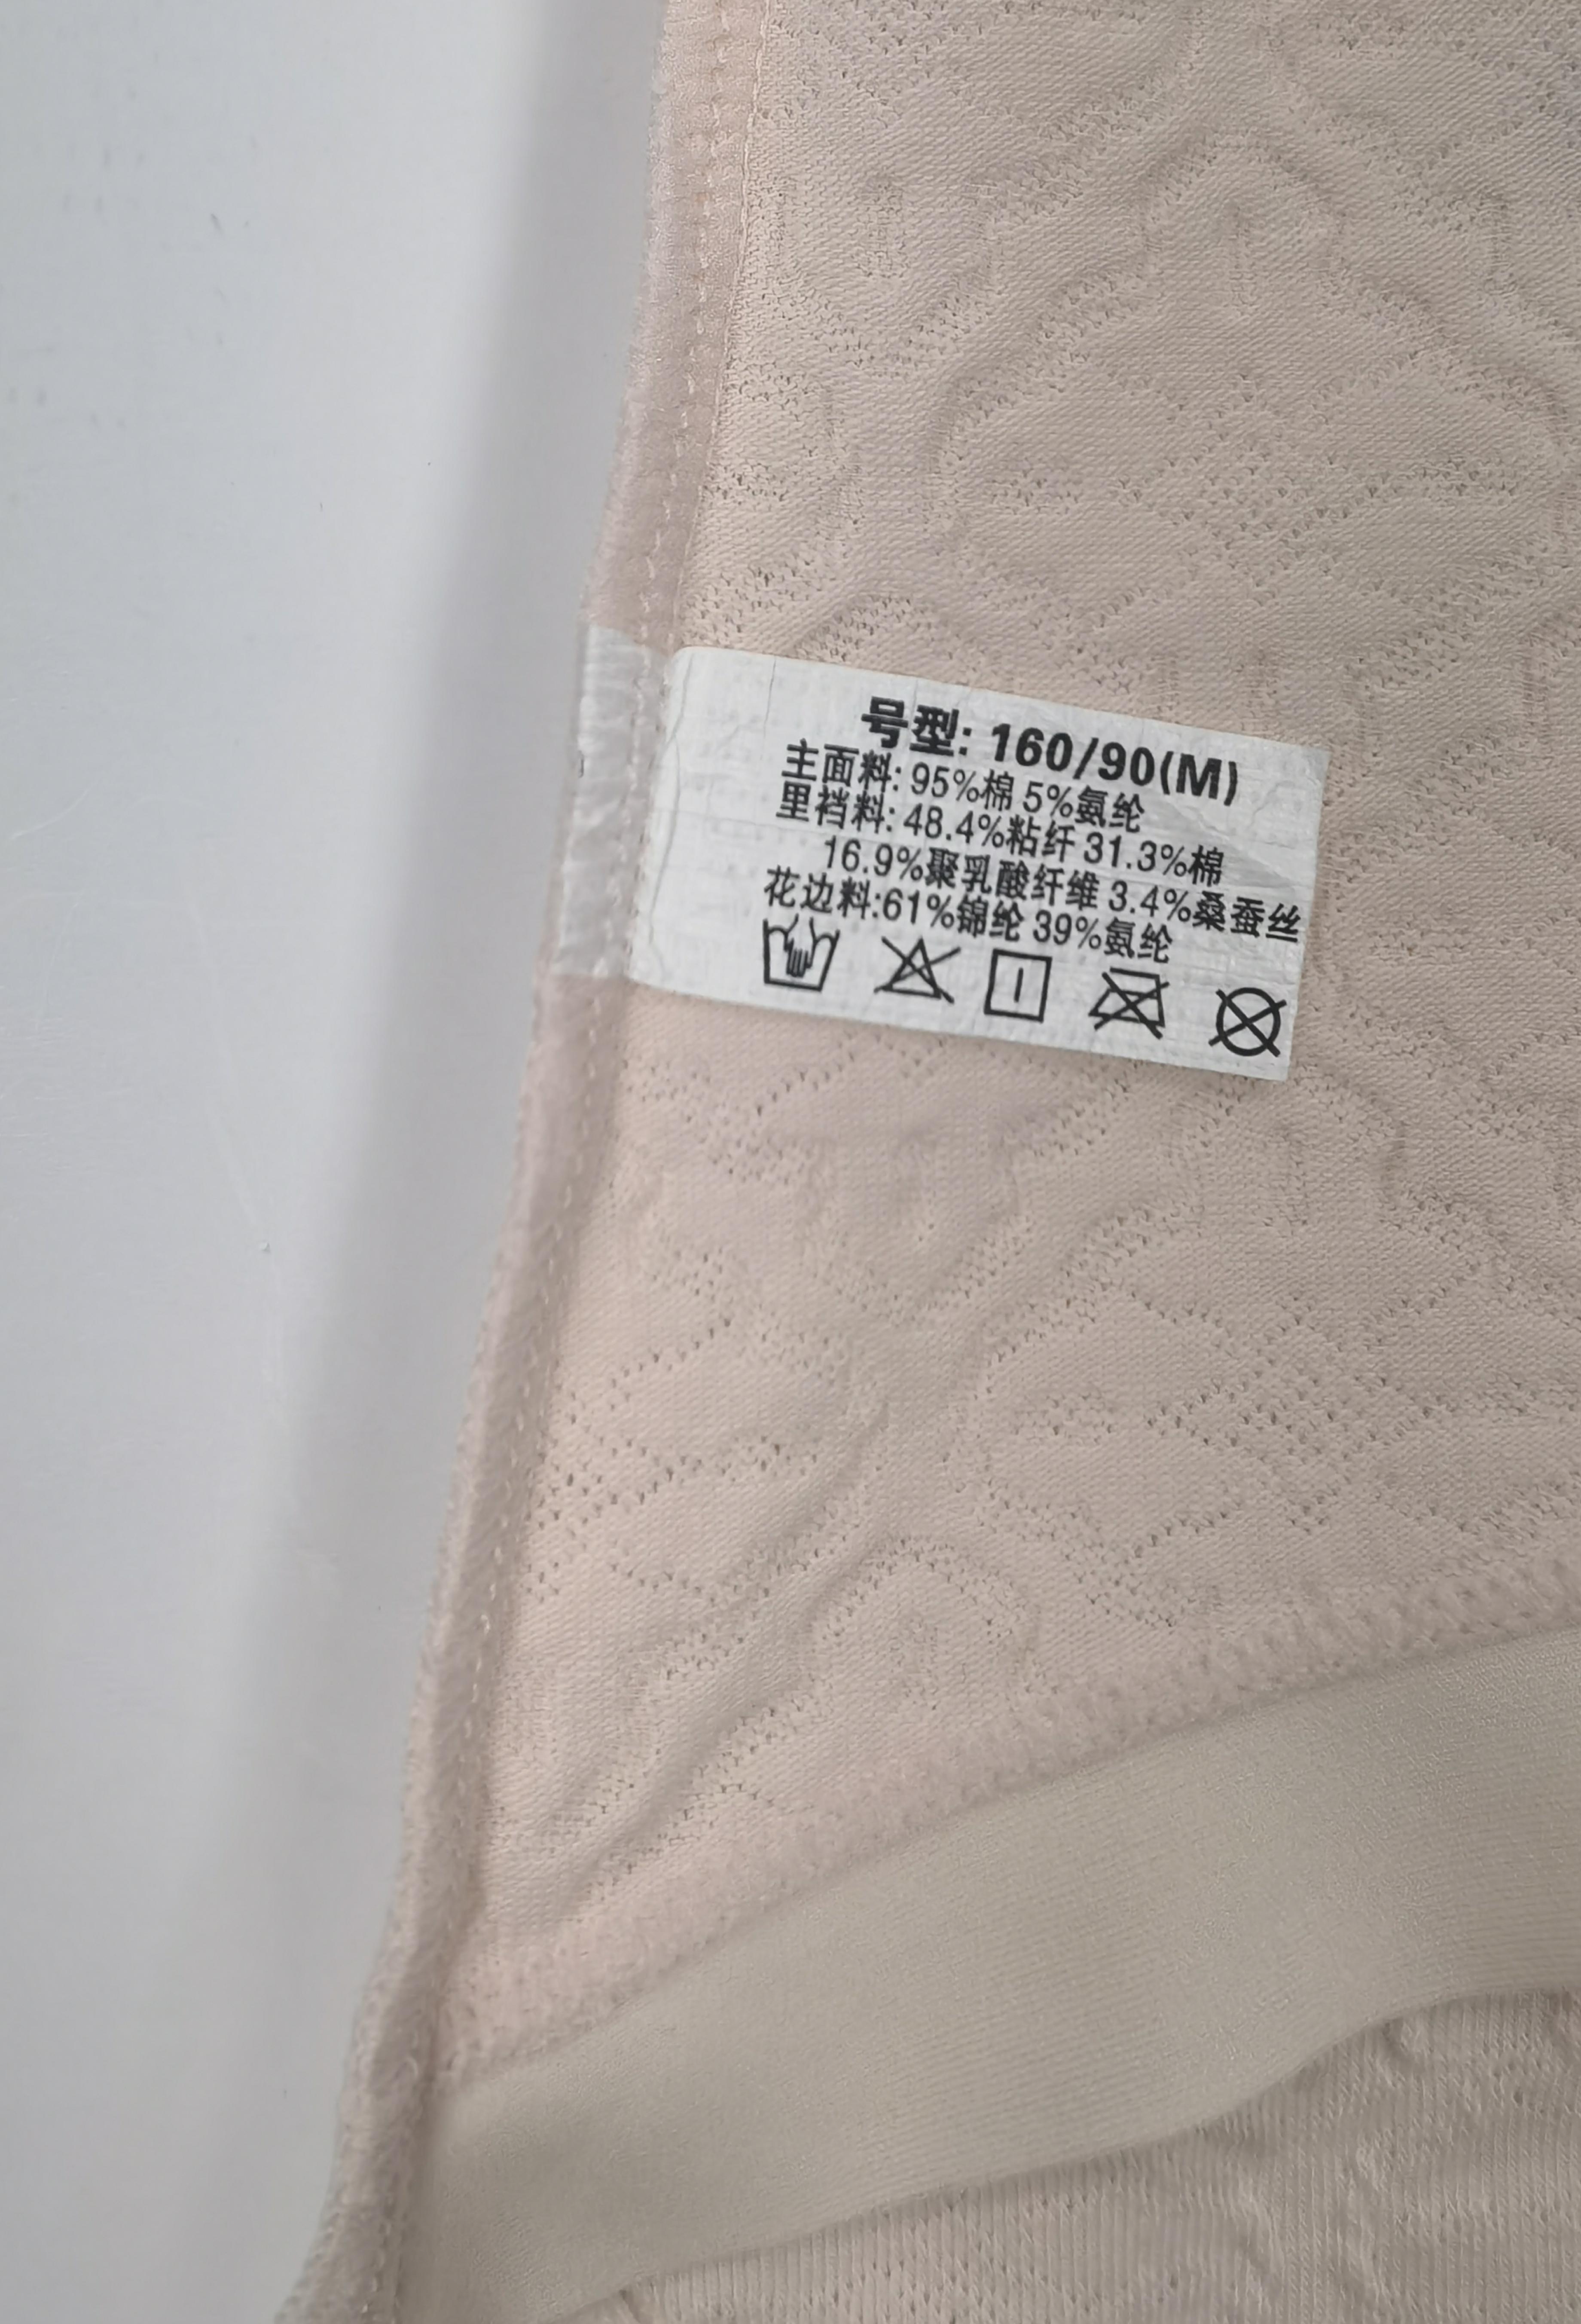 号型: 160/90(M)
主面料: 95%棉 5%氨纶
里裆料: 48.4%粘纤 31.3%棉
16.9%聚乳酸纤维 3.4%桑蚕丝
花边料:61%锦纶 39%氨纶